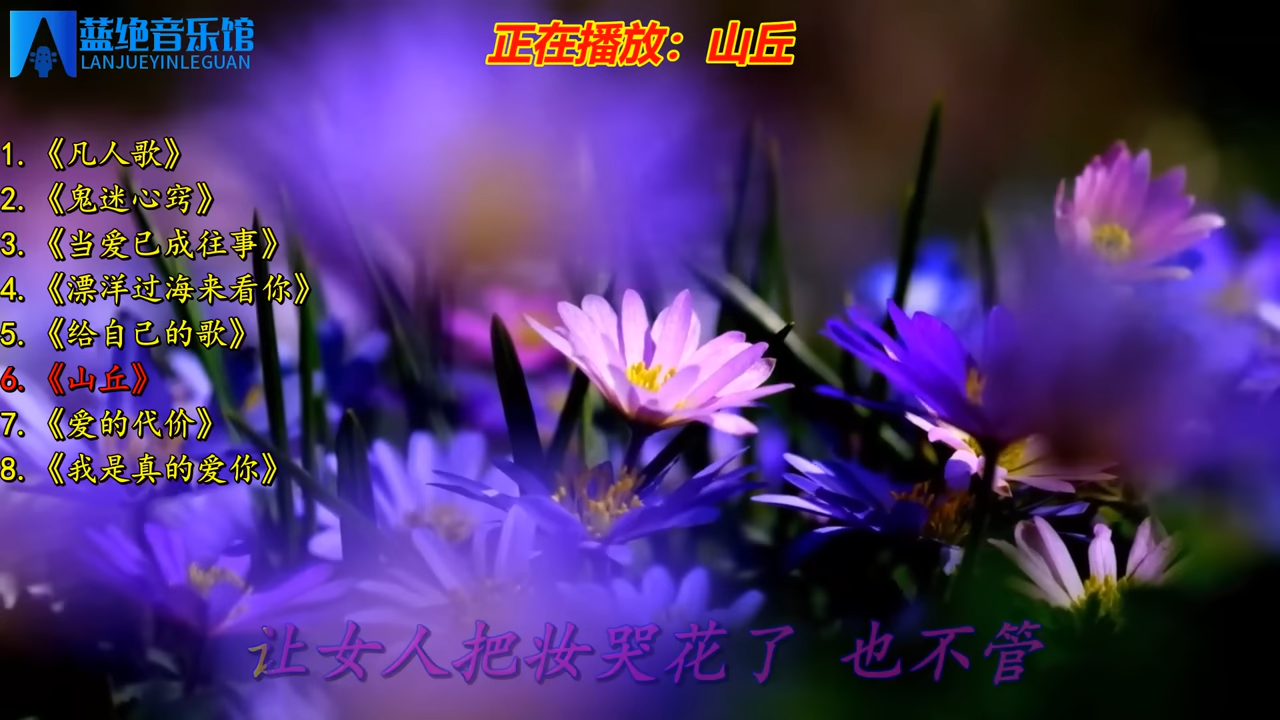 蓝绝音乐馆
LANJUEYINLEGUAN
正在播放：山丘
1.《凡人歌》
2.《鬼迷心窍》
3.《当爱已成往事》
4.《漂洋过海来看你》
5.《给自己的歌》
6.《山丘》
7.《爱的代价》
8.《我是真的爱你》
让女人把妆哭花了 也不管